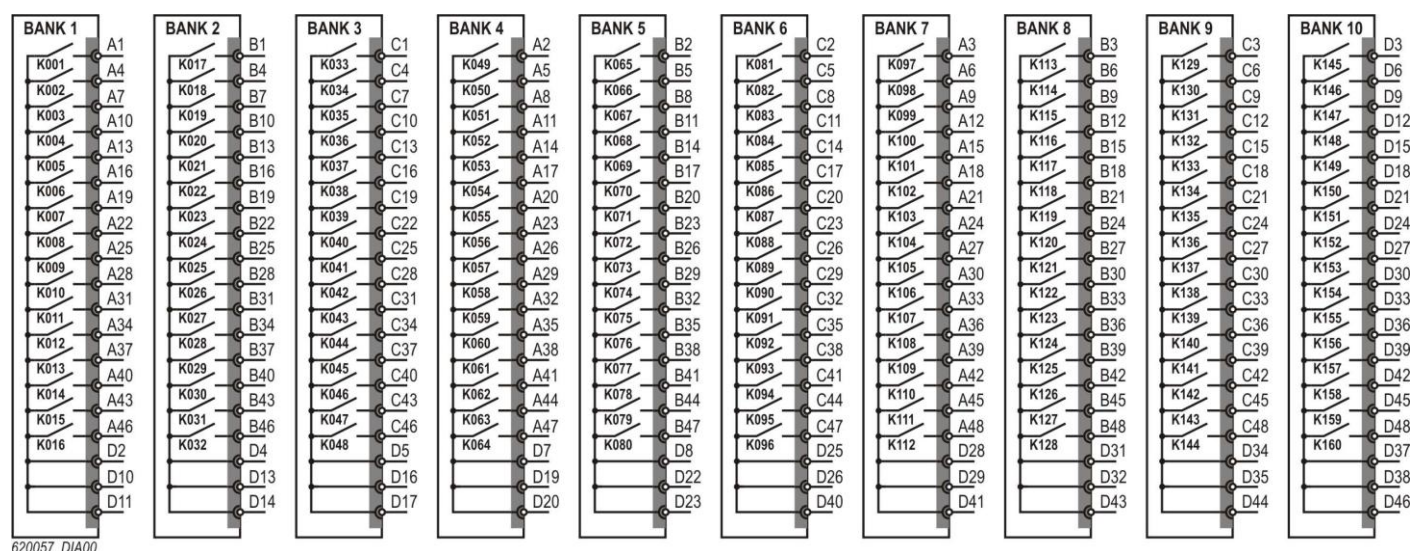 BANK 1 BANK 2 BANK 3 BANK 4 BANK 5 BANK 6 BANK 7 BANK 8 BANK 9 BANK 10
A1 B1 C1 A2 B2 C2 A3 B3 C3 D3
K001 K017 K033 K049 K065 K081 K097 K113 K129 K145
A4 B4 C4 A5 B5 C5 A6 B6 C6 D6
K002 K018 K034 K050 K066 K082 K098 K114 K130 K146
A7 B7 C7 A8 B8 C8 A9 B9 C9 D9
K003 K019 K035 K051 K067 K083 K099 K115 K131 K147
A10 B10 C10 A11 B11 C11 A12 B12 C12 D12
K004 K020 K036 K052 K068 K084 K100 K116 K132 K148
A13 B13 C13 A14 B14 C14 A15 B15 C15 D15
K005 K021 K037 K053 K069 K085 K101 K117 K133 K149
A16 B16 C16 A17 B17 C17 A18 B18 C18 D18
K006 K022 K038 K054 K070 K086 K102 K118 K134 K150
A19 B19 C19 A20 B20 C20 A21 B21 C21 D21
K007 K023 K039 K055 K071 K087 K103 K119 K135 K151
A22 B22 C22 A23 B23 C23 A24 B24 C24 D24
K008 K024 K040 K056 K072 K088 K104 K120 K136 K152
A25 B25 C25 A26 B26 C26 A27 B27 C27 D27
K009 K025 K041 K057 K073 K089 K105 K121 K137 K153
A28 B28 C28 A29 B29 C29 A30 B30 C30 D30
K010 K026 K042 K058 K074 K090 K106 K122 K138 K154
A31 B31 C31 A32 B32 C32 A33 B33 C33 D33
K011 K027 K043 K059 K075 K091 K107 K123 K139 K155
A34 B34 C34 A35 B35 C35 A36 B36 C36 D36
K012 K028 K044 K060 K076 K092 K108 K124 K140 K156
A37 B37 C37 A38 B38 C38 A39 B39 C39 D39
K013 K029 K045 K061 K077 K093 K109 K125 K141 K157
A40 B40 C40 A41 B41 C41 A42 B42 C42 D42
K014 K030 K046 K062 K078 K094 K110 K126 K142 K158
A43 B43 C43 A44 B44 C44 A45 B45 C45 D45
K015 K031 K047 K063 K079 K095 K111 K127 K143 K159
A46 B46 C46 A47 B47 C47 A48 B48 C48 D48
K016 K032 K048 K064 K080 K096 K112 K128 K144 K160
D2 D4 D5 D7 D8 D25 D28 D31 D34 D37
D10 D13 D16 D19 D22 D26 D29 D32 D35 D38
D11 D14 D17 D20 D23 D40 D41 D43 D44 D46
620057_DIA00